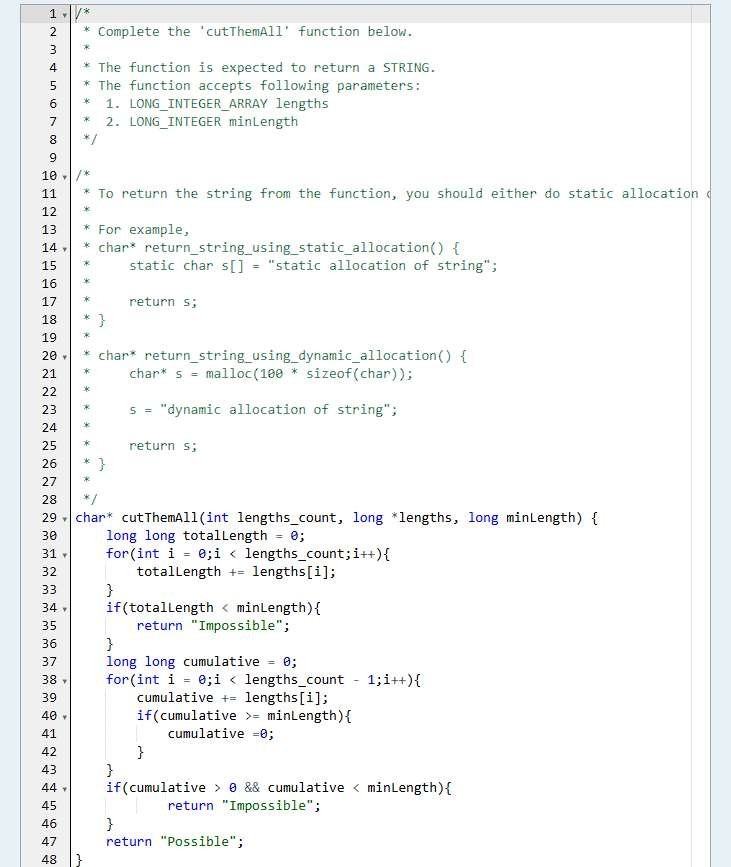 1 /*
2 * Complete the 'cutThemAll' function below.
3 *
4 * The function is expected to return a STRING.
5 * The function accepts following parameters:
6 *  1. LONG_INTEGER_ARRAY lengths
7 *  2. LONG_INTEGER minLength
8 */
9
10 /*
11 * To return the string from the function, you should either do static allocation
12 *
13 * For example,
14 * char* return_string_using_static_allocation() {
15 *     static char s[] = "static allocation of string";
16 *
17 *     return s;
18 * }
19 *
20 * char* return_string_using_dynamic_allocation() {
21 *     char* s = malloc(100 * sizeof(char));
22 *
23 *     s = "dynamic allocation of string";
24 *
25 *     return s;
26 * }
27 *
28 */
29 char* cutThemAll(int lengths_count, long *lengths, long minLength) {
30     long long totalLength = 0;
31     for(int i = 0;i < lengths_count;i++){
32         totalLength += lengths[i];
33     }
34     if(totalLength < minLength){
35         return "Impossible";
36     }
37     long long cumulative = 0;
38     for(int i = 0;i < lengths_count - 1;i++){
39         cumulative += lengths[i];
40         if(cumulative >= minLength){
41             cumulative =0;
42         }
43     }
44     if(cumulative > 0 && cumulative < minLength){
45             return "Impossible";
46     }
47     return "Possible";
48 }